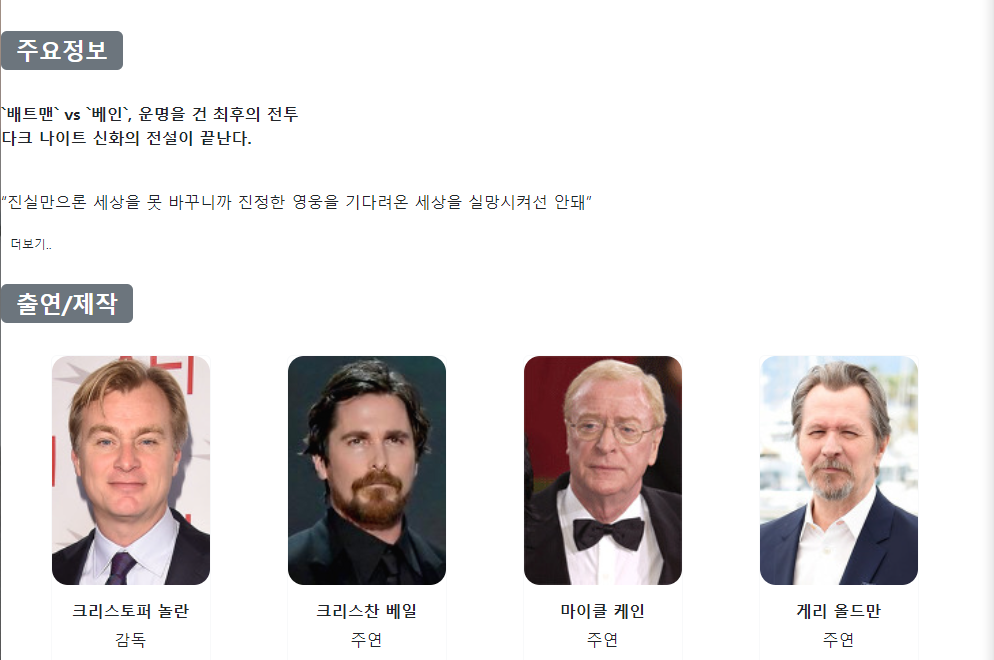 주요정보
`배트맨` vs `베인`, 운명을 건 최후의 전투
다크 나이트 신화의 전설이 끝난다.
“진실만으론 세상을 못 바꾸니까 진정한 영웅을 기다려온 세상을 실망시켜선 안돼”
더보기..
출연/제작
크리스토퍼 놀란
감독
크리스찬 베일
주연
마이클 케인
주연
게리 올드만
주연